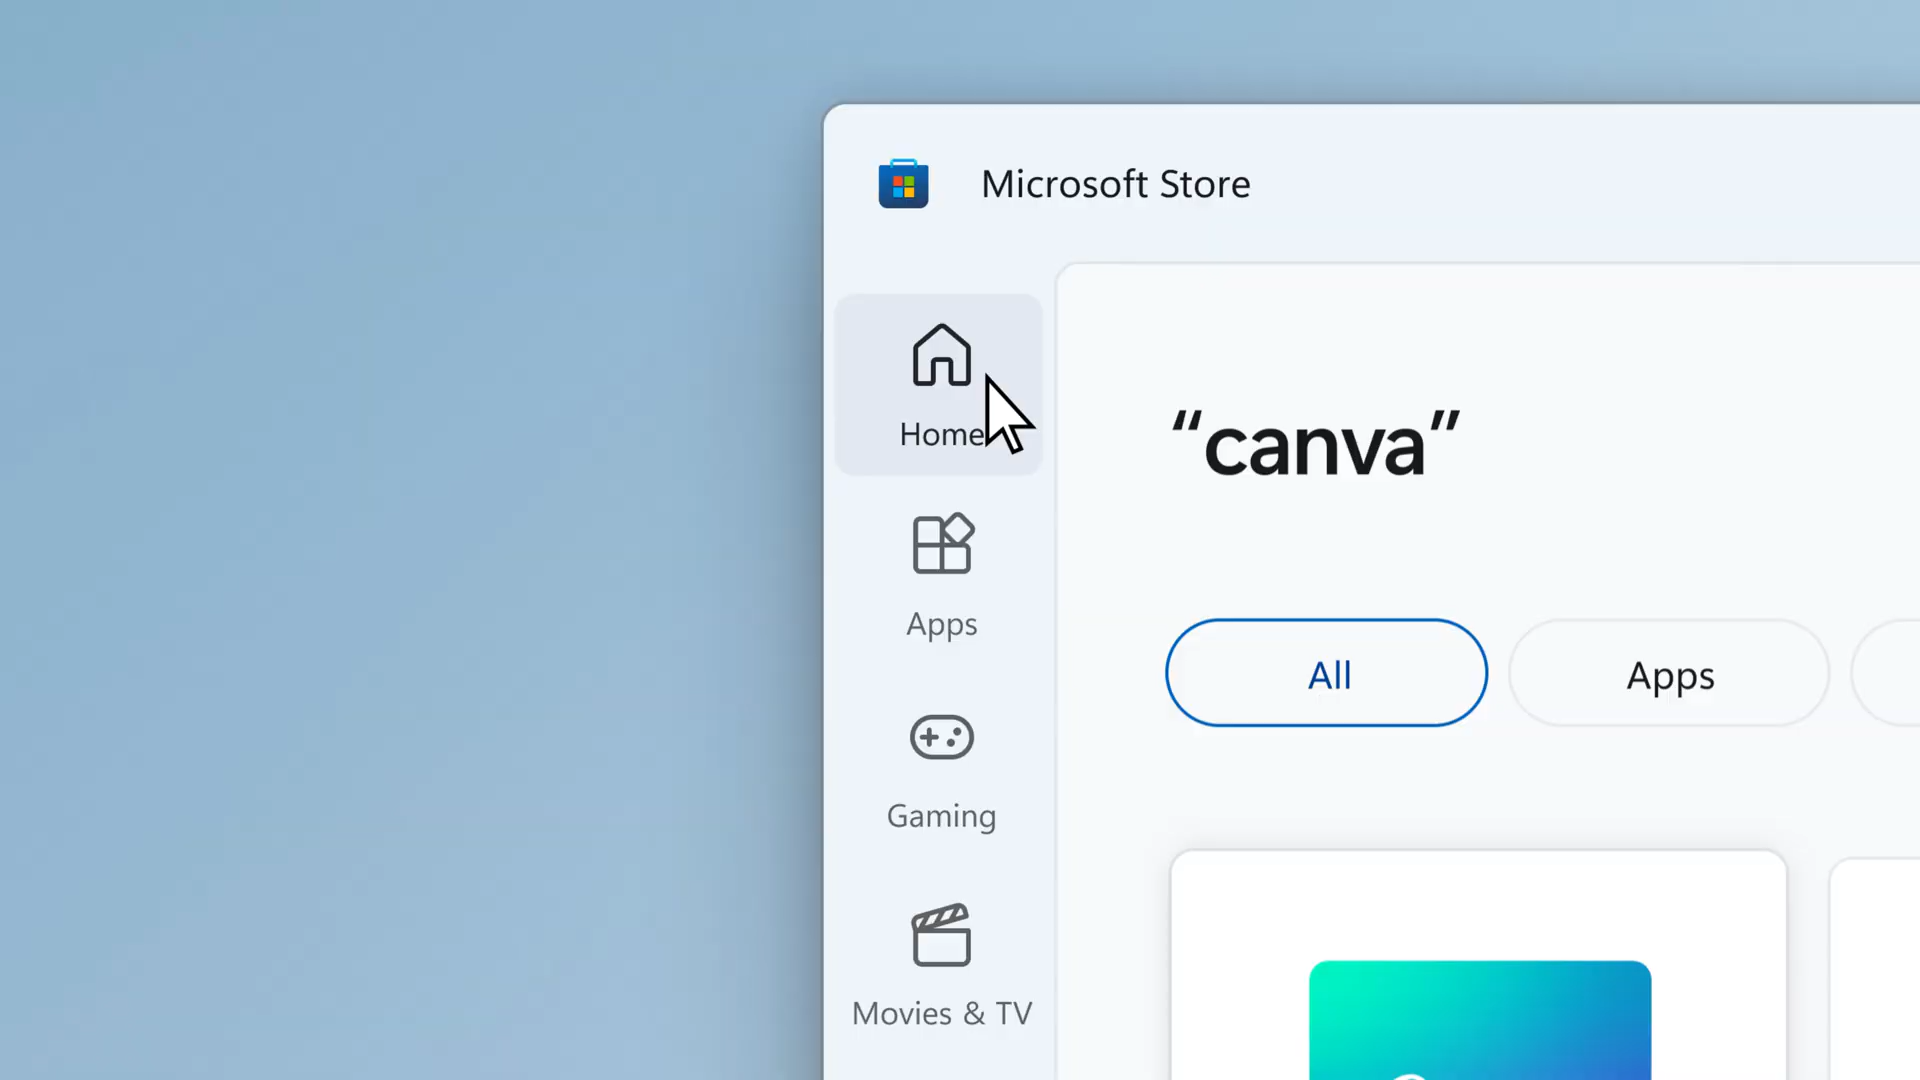 Microsoft Store
Home
Apps
Gaming
Movies & TV
“canva”
All
Apps